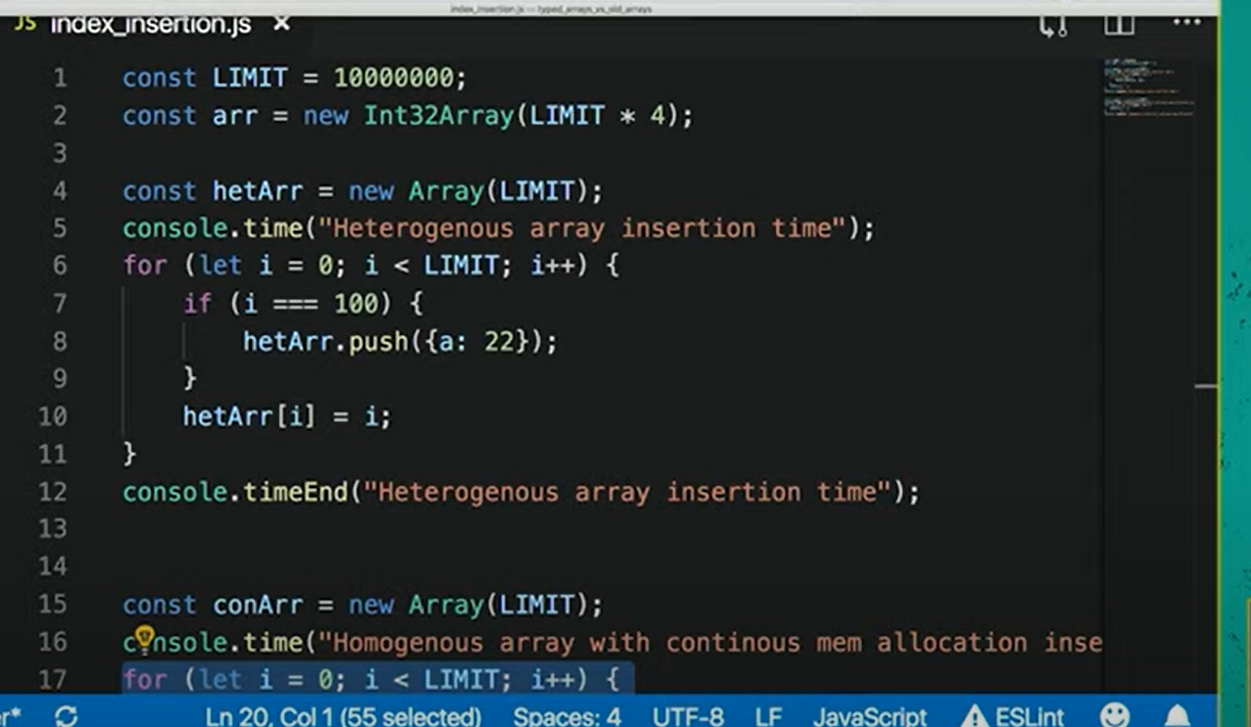 index_insertion.js — typed_arrays_vs_old_arrays
JS index_insertion.js ×
1 const LIMIT = 10000000;
2 const arr = new Int32Array(LIMIT * 4);
3
4 const hetArr = new Array(LIMIT);
5 console.time("Heterogenous array insertion time");
6 for (let i = 0; i < LIMIT; i++) {
7 if (i === 100) {
8 hetArr.push({a: 22});
9 }
10 hetArr[i] = i;
11 }
12 console.timeEnd("Heterogenous array insertion time");
13
14
15 const conArr = new Array(LIMIT);
16 console.time("Homogenous array with continous mem allocation inse
17 for (let i = 0; i < LIMIT; i++) {
r* Ln 20, Col 1 (55 selected) Spaces: 4 UTF-8 LF JavaScript ESLint